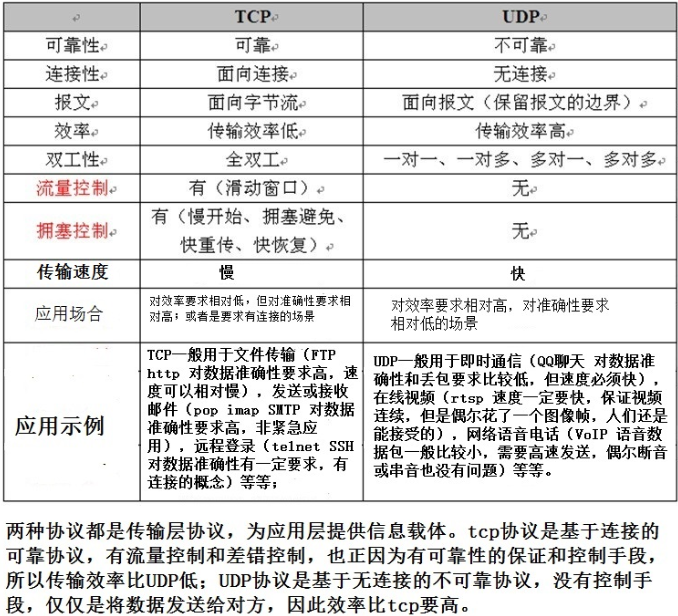 TCP UDP
可靠性 可靠 不可靠
连接性 面向连接 无连接
报文 面向字节流 面向报文（保留报文的边界）
效率 传输效率低 传输效率高
双工性 全双工 一对一、一对多、多对一、多对多
流量控制 有（滑动窗口） 无
拥塞控制 有（慢开始、拥塞避免、 无
快重传、快恢复）
传输速度 慢 快
应用场合 对效率要求相对低，但对准确性要求相 对效率要求相对高，对准确性要求
对高；或者是要求有连接的场景 相对低的场景
应用示例
TCP一般用于文件传输（FTP
http 对数据准确性要求高，速
度可以相对慢），发送或接收
邮件（pop imap SMTP 对数据
准确性要求高，非紧急应
用），远程登录（telnet SSH
对数据准确性有一定要求，有
连接的概念）等等；
UDP一般用于即时通信（QQ聊天 对数据准
确性和丢包要求比较低，但速度必须快），
在线视频（rtsp 速度一定要快，保证视频
连续，但是偶尔花了一个图像帧，人们还是
能接受的），网络语音电话（VoIP 语音数
据包一般比较小，需要高速发送，偶尔断音
或串音也没有问题）等等。
两种协议都是传输层协议，为应用层提供信息载体。tcp协议是基于连接的
可靠协议，有流量控制和差错控制，也正因为有可靠性的保证和控制手段，
所以传输效率比UDP低；UDP协议是基于无连接的不可靠协议，没有控制手
段，仅仅是将数据发送给对方，因此效率比tcp要高。